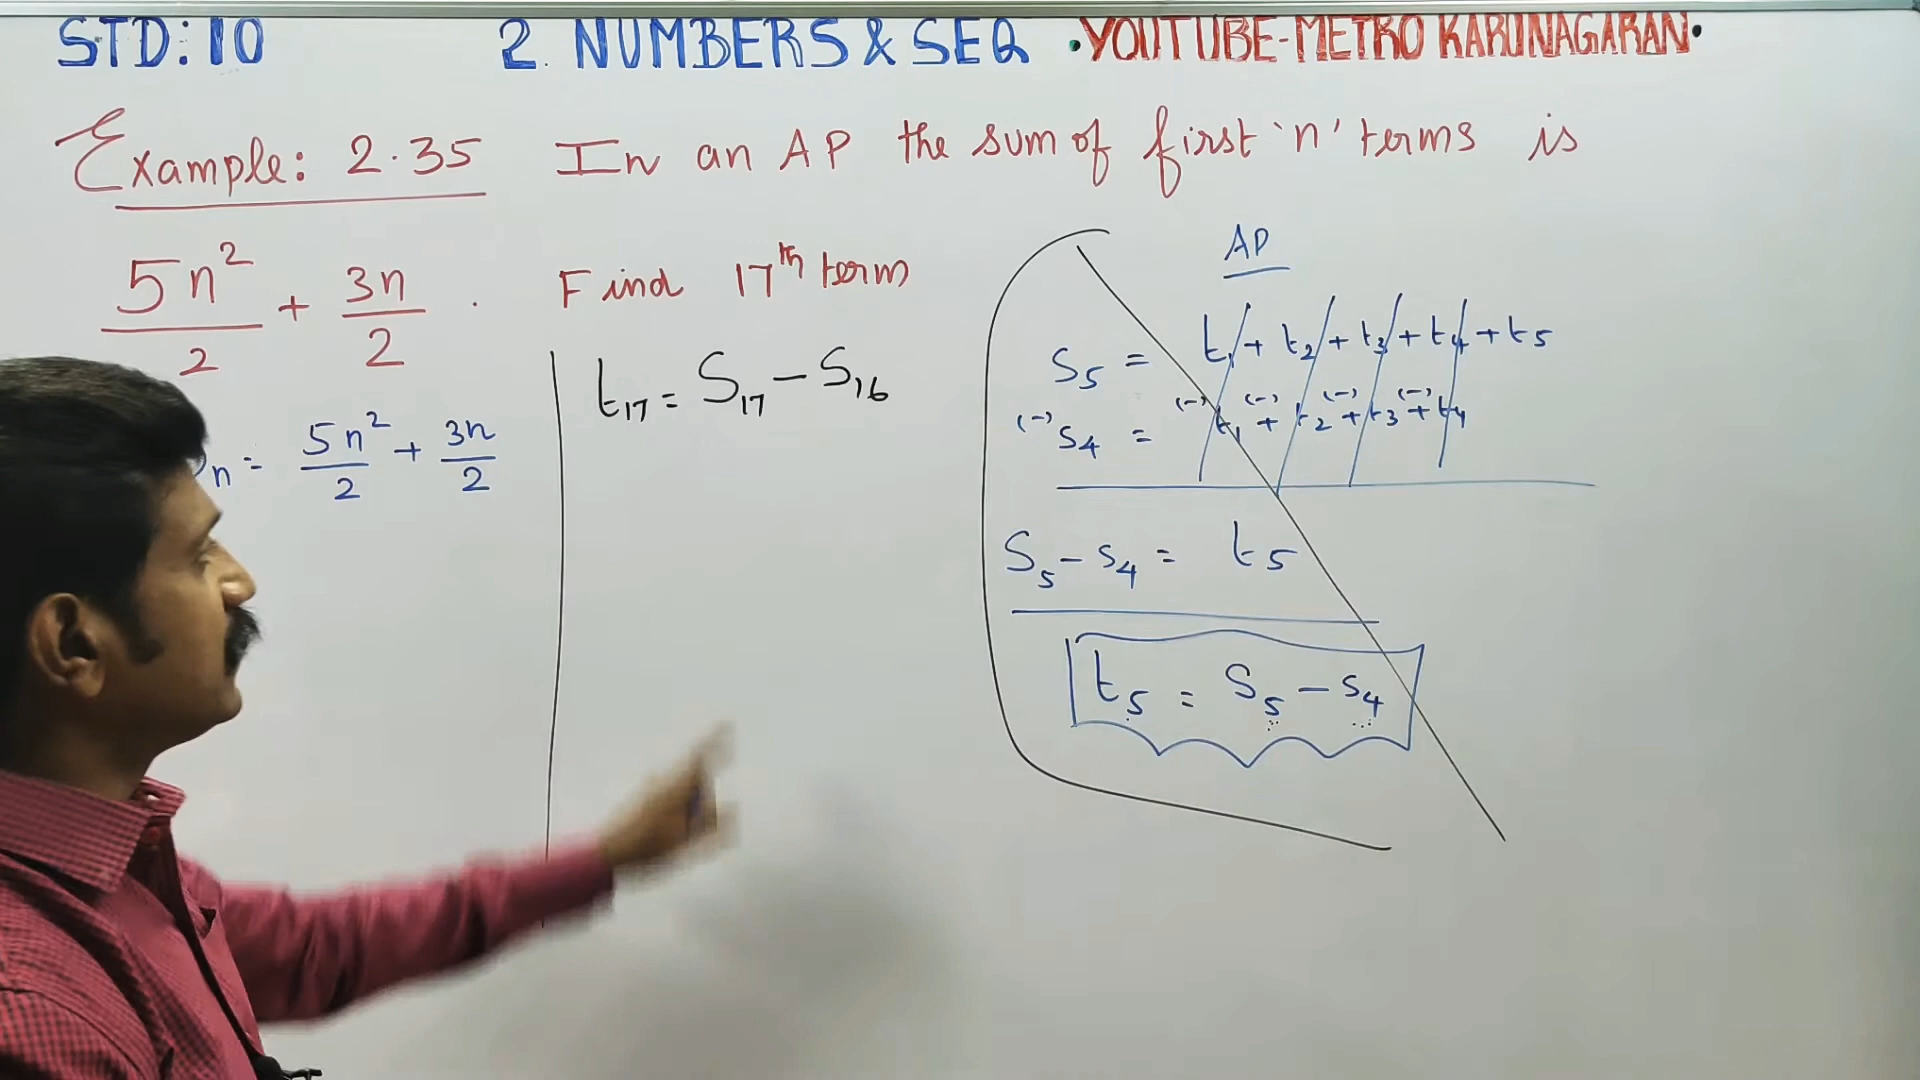 STD: 10 2. NUMBERS & SEQ • YOUTUBE-METRO KARUNAGARAN •
Example: 2.35 In an AP the sum of first 'n' terms is
5n²/2 + 3n/2 . Find 17th term
t₁₇ = S₁₇ - S₁₆
n = 5n²/2 + 3n/2
AP
S₅ = t₁ + t₂ + t₃ + t₄ + t₅
(-) (-) (-) (-) (-)
S₄ = t₁ + t₂ + t₃ + t₄
S₅ - S₄ = t₅
t₅ = S₅ - S₄